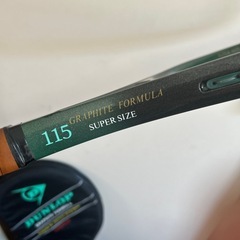 115
GRAPHITE FORMULA
SUPER SIZE
DUNLOP